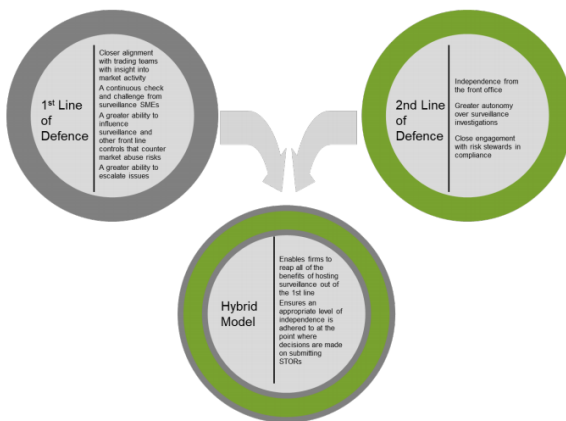 1st Line
of
Defence
Closer alignment
with trading teams
with insight into
market activity
A continuous check
and challenge from
surveillance SMEs
A greater ability to
influence
surveillance and
other front line
controls that counter
market abuse risks
A greater ability to
escalate issues
2nd Line
of
Defence
Independence from
the front office
Greater autonomy
over surveillance
investigations
Close engagement
with risk stewards in
compliance
Hybrid
Model
Enables firms to
reap all of the
benefits of hosting
surveillance out of
the 1st line
Ensures an
appropriate level of
independence is
adhered to at the
point where
decisions are made
on submitting
STORs